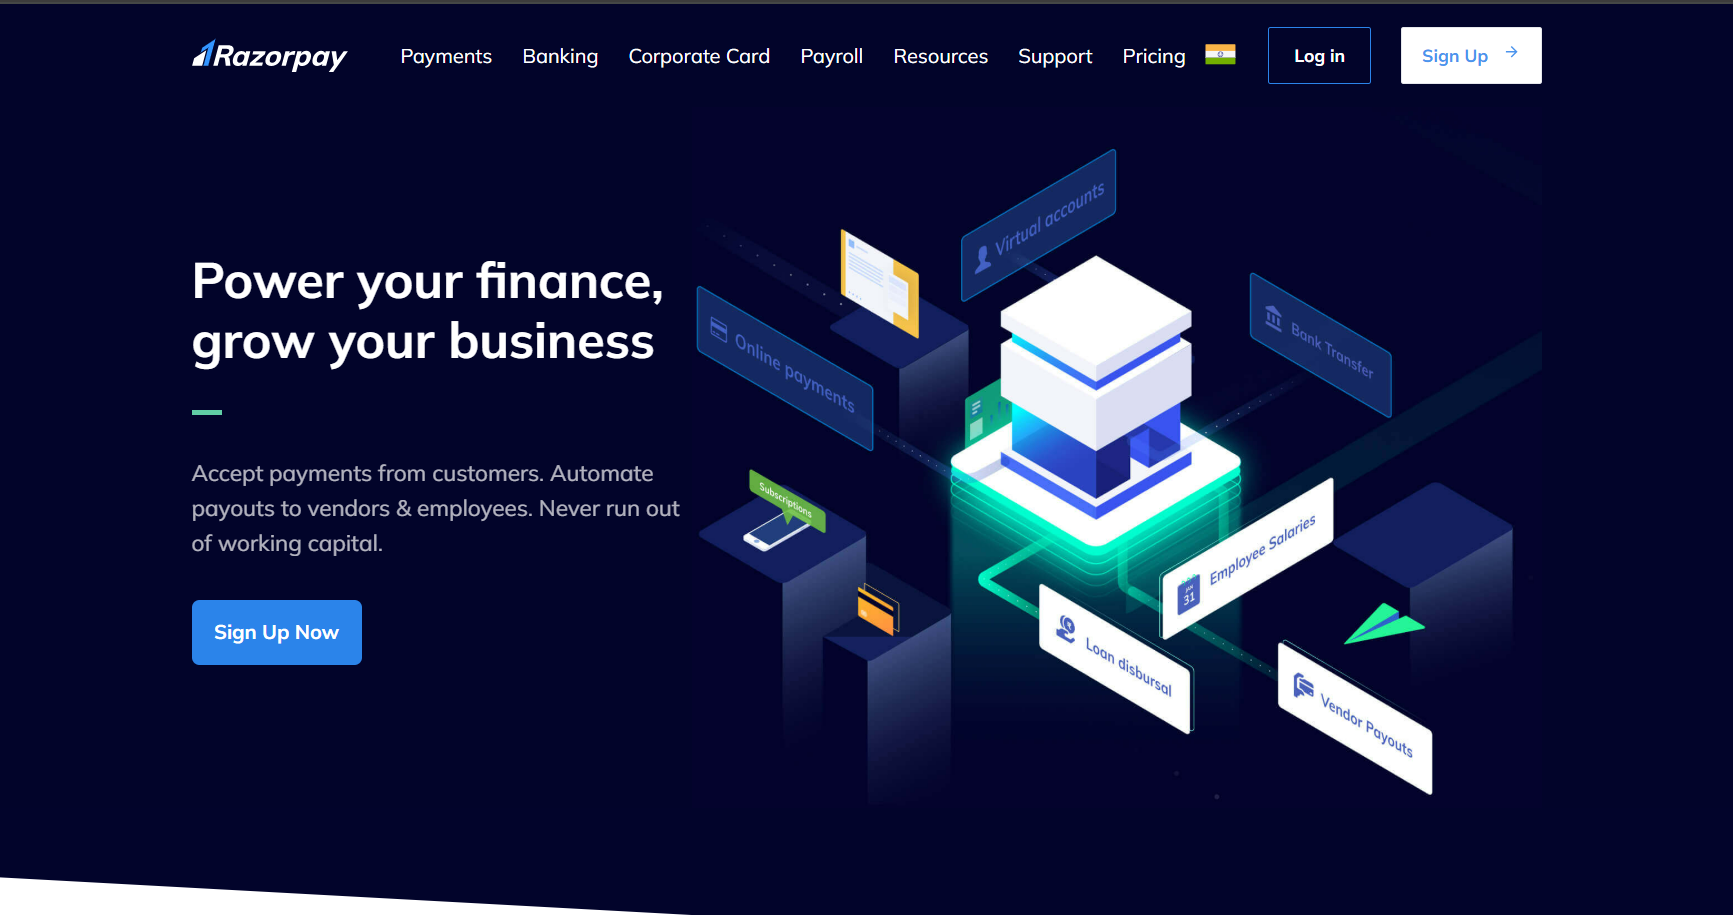 Razorpay
Payments
Banking
Corporate Card
Payroll
Resources
Support
Pricing
Log in
Sign Up
Power your finance,
grow your business
Accept payments from customers. Automate
payouts to vendors & employees. Never run out
of working capital.
Sign Up Now
Virtual accounts
Online payments
Bank Transfer
Subscriptions
Employee Salaries
JAN
31
Loan disbursal
Vendor Payouts